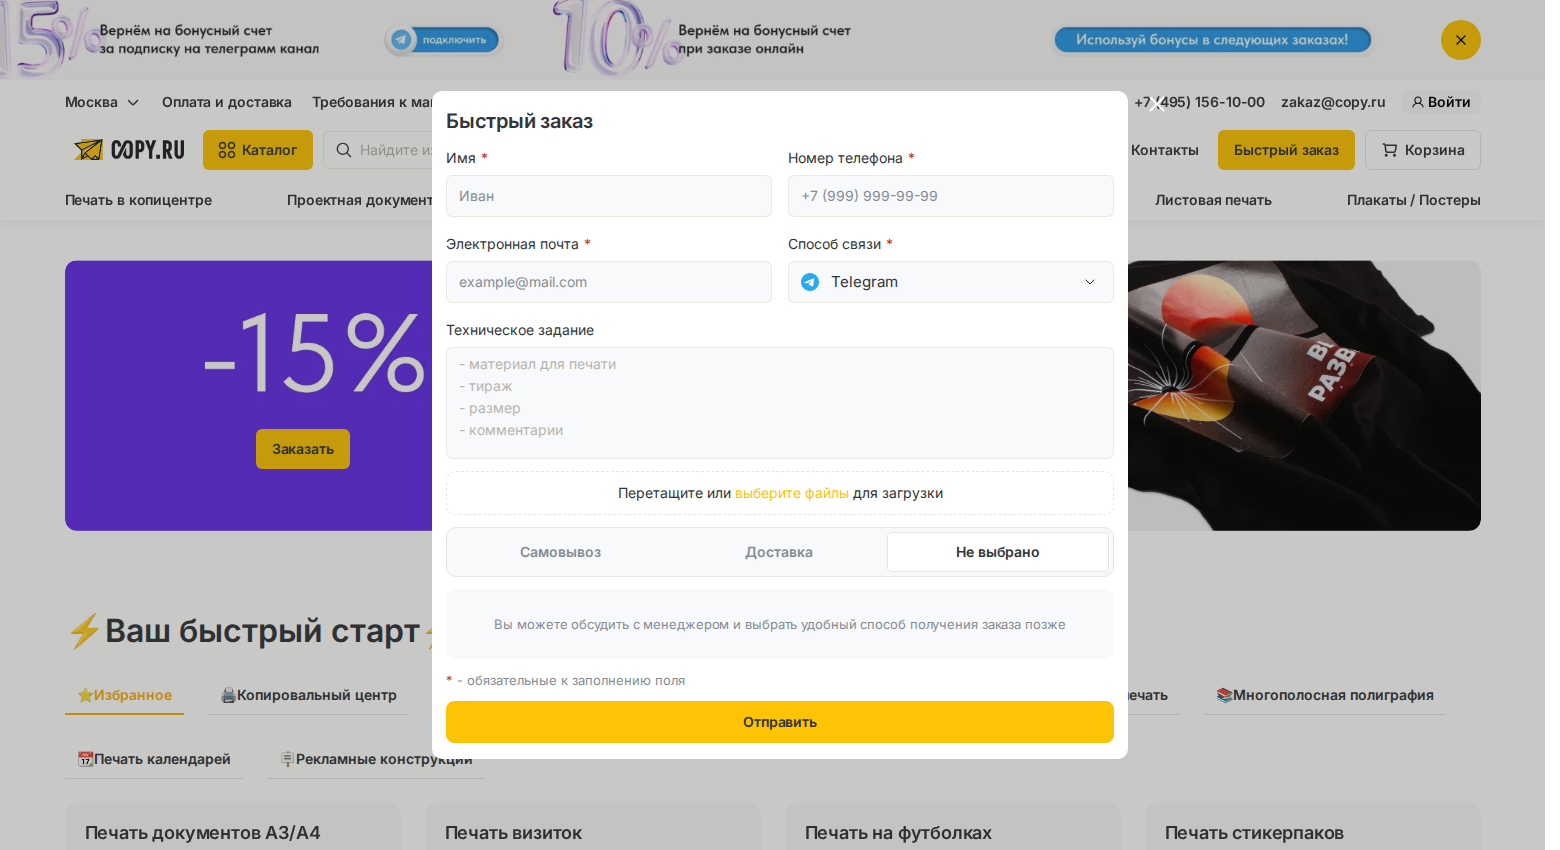 15% Вернём на бонусный счет
за подписку на телеграмм канал
подключить
10% Вернём на бонусный счет
при заказе онлайн
Используй бонусы в следующих заказах!
Москва Оплата и доставка Требования к ма
+7 (495) 156-10-00 zakaz@copy.ru Войти
COPY.RU Каталог Найдите
Контакты Быстрый заказ Корзина
Печать в копицентре Проектная документ
Листовая печать Плакаты / Постеры
-15%
Заказать
Быстрый заказ
Имя * Номер телефона *
Иван +7 (999) 999-99-99
Электронная почта * Способ связи *
example@mail.com Telegram
Техническое задание
- материал для печати
- тираж
- размер
- комментарии
Перетащите или выберите файлы для загрузки
Самовывоз Доставка Не выбрано
Вы можете обсудить с менеджером и выбрать удобный способ получения заказа позже
* - обязательные к заполнению поля
Отправить
⚡Ваш быстрый старт⚡
⭐Избранное 🖨️Копировальный центр
печать 📚Многополосная полиграфия
📆Печать календарей 🪧Рекламные конструкции
Печать документов А3/А4 Печать визиток Печать на футболках Печать стикерпаков